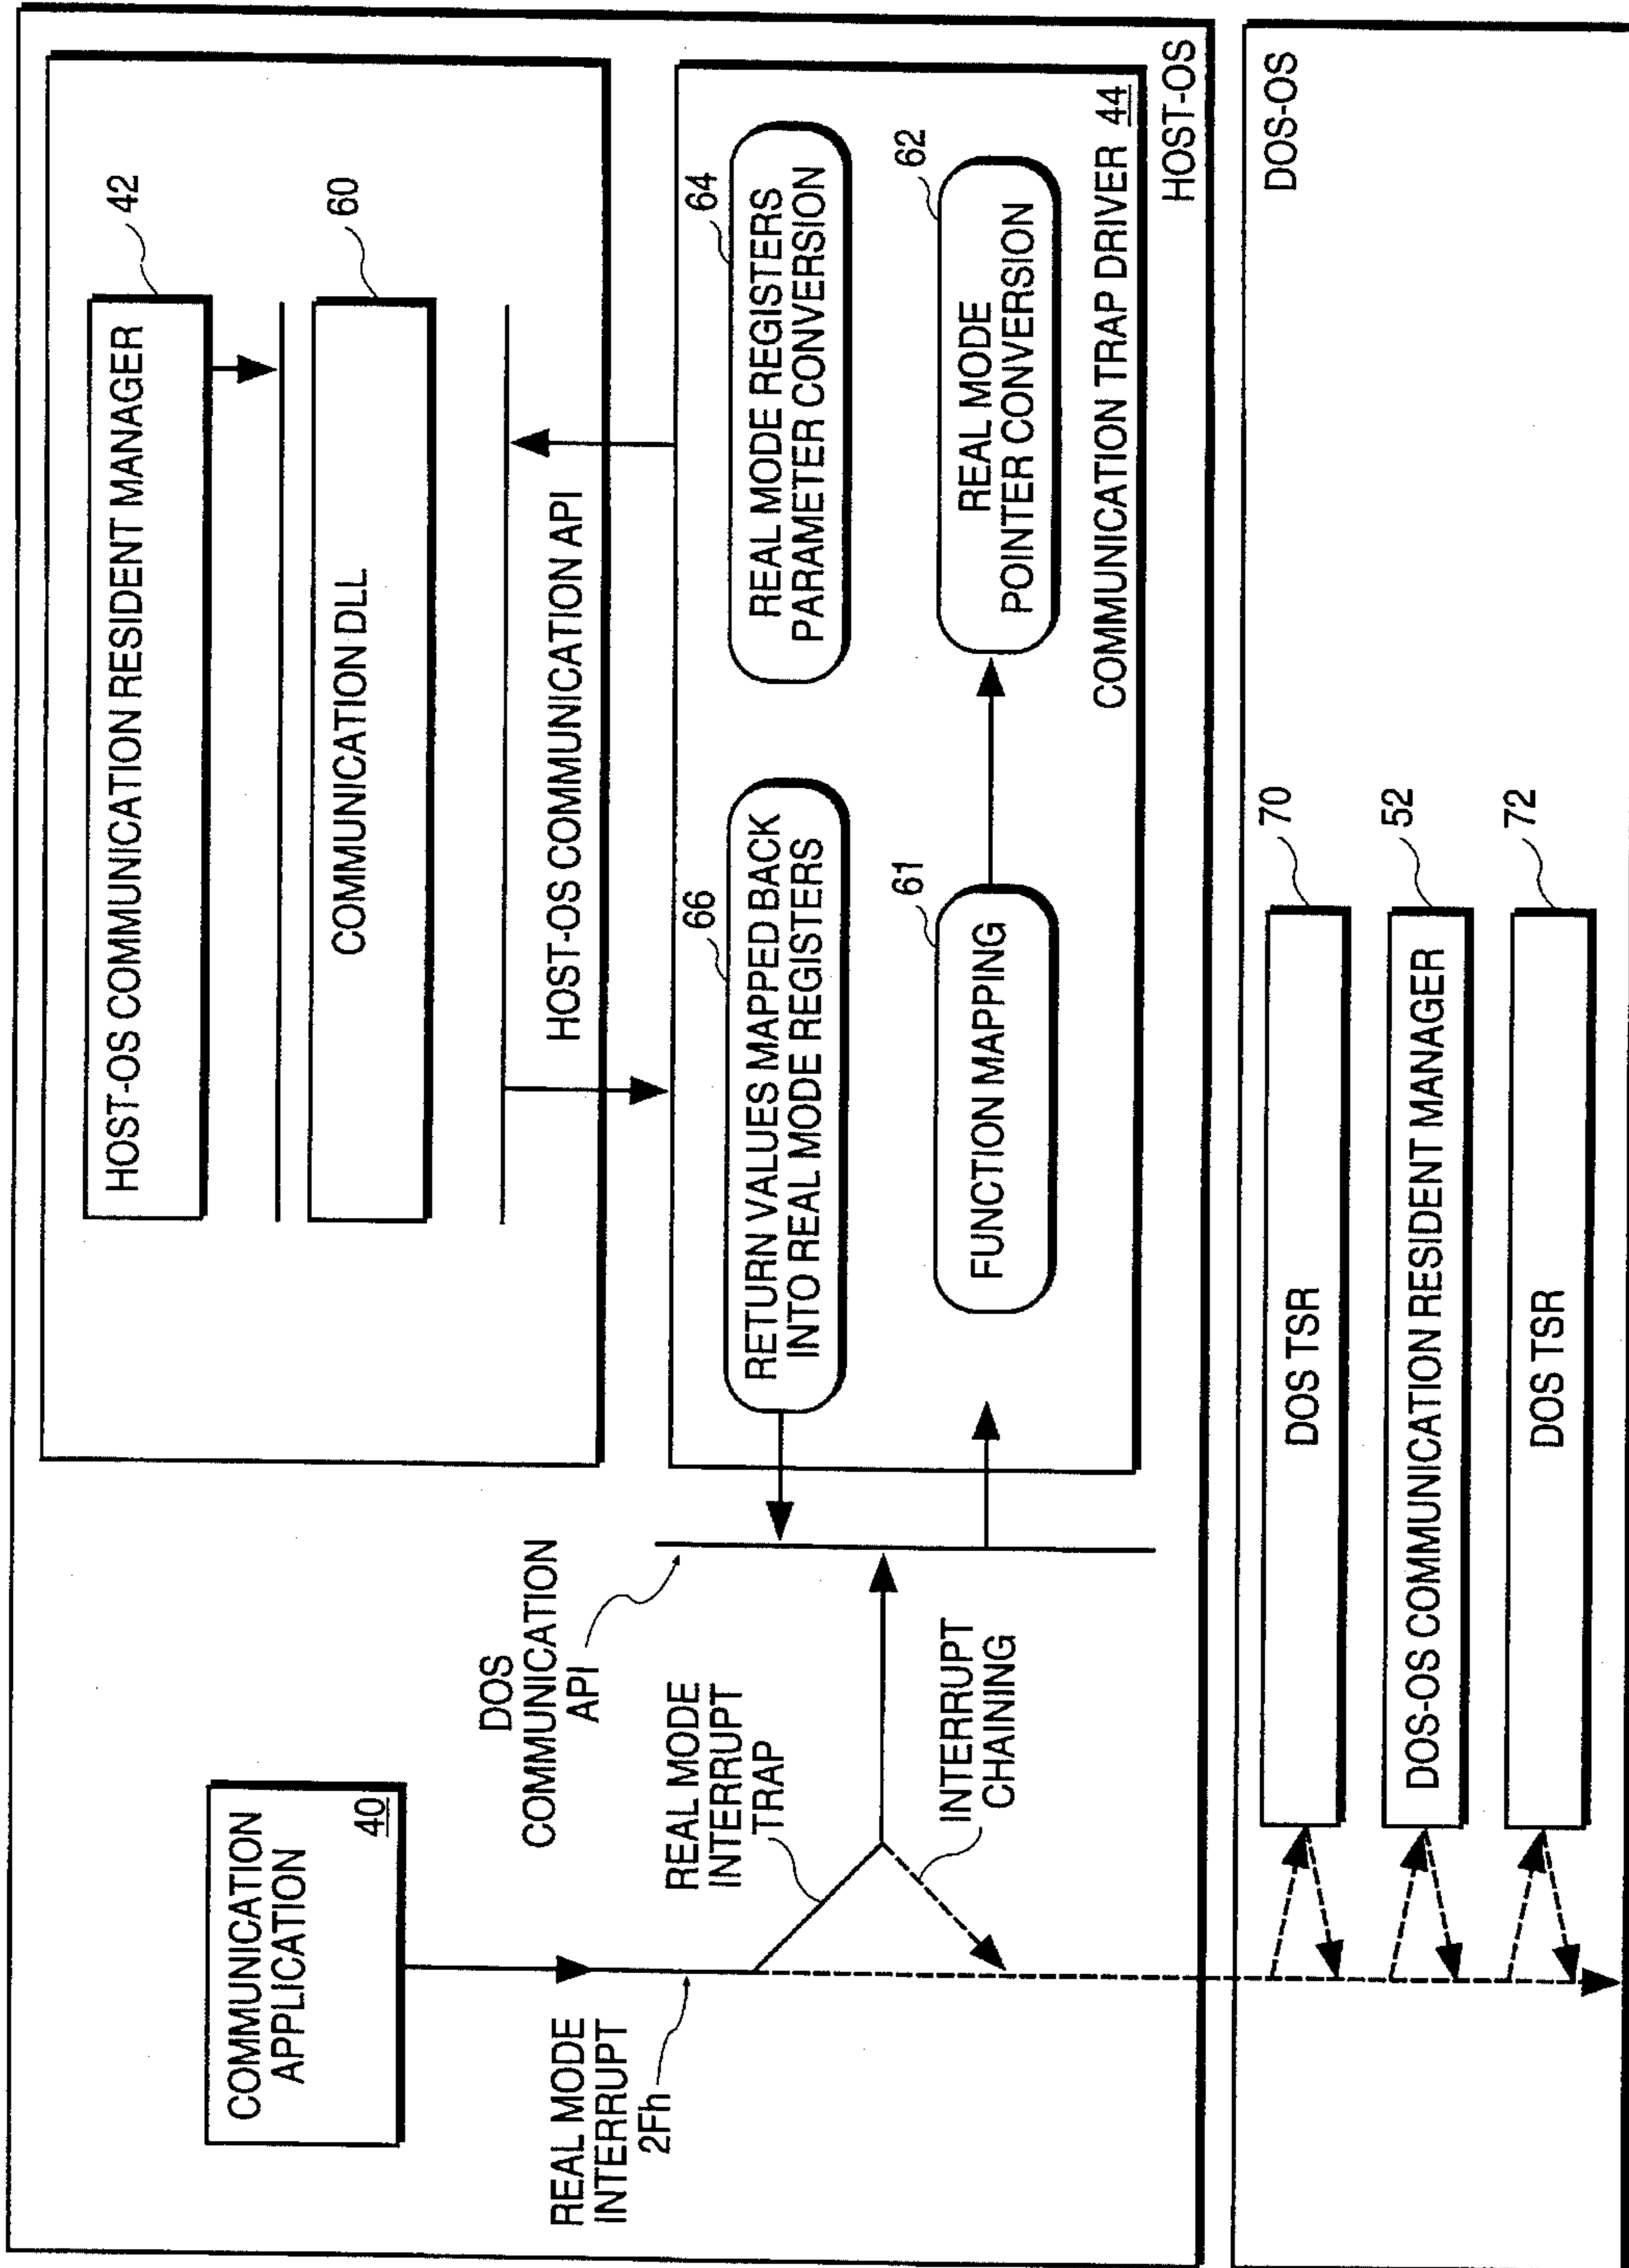 COMMUNICATION
APPLICATION
40
REAL MODE
INTERRUPT
2Fh
REAL MODE
INTERRUPT
TRAP
INTERRUPT
CHAINING
DOS
COMMUNICATION
API
HOST-OS COMMUNICATION RESIDENT MANAGER
42
COMMUNICATION DLL
60
HOST-OS COMMUNICATION API
RETURN VALUES MAPPED BACK
INTO REAL MODE REGISTERS
66
REAL MODE REGISTERS
PARAMETER CONVERSION
64
FUNCTION MAPPING
61
REAL MODE
POINTER CONVERSION
62
COMMUNICATION TRAP DRIVER 44
HOST-OS
DOS-OS
DOS TSR
70
DOS-OS COMMUNICATION RESIDENT MANAGER
52
DOS TSR
72